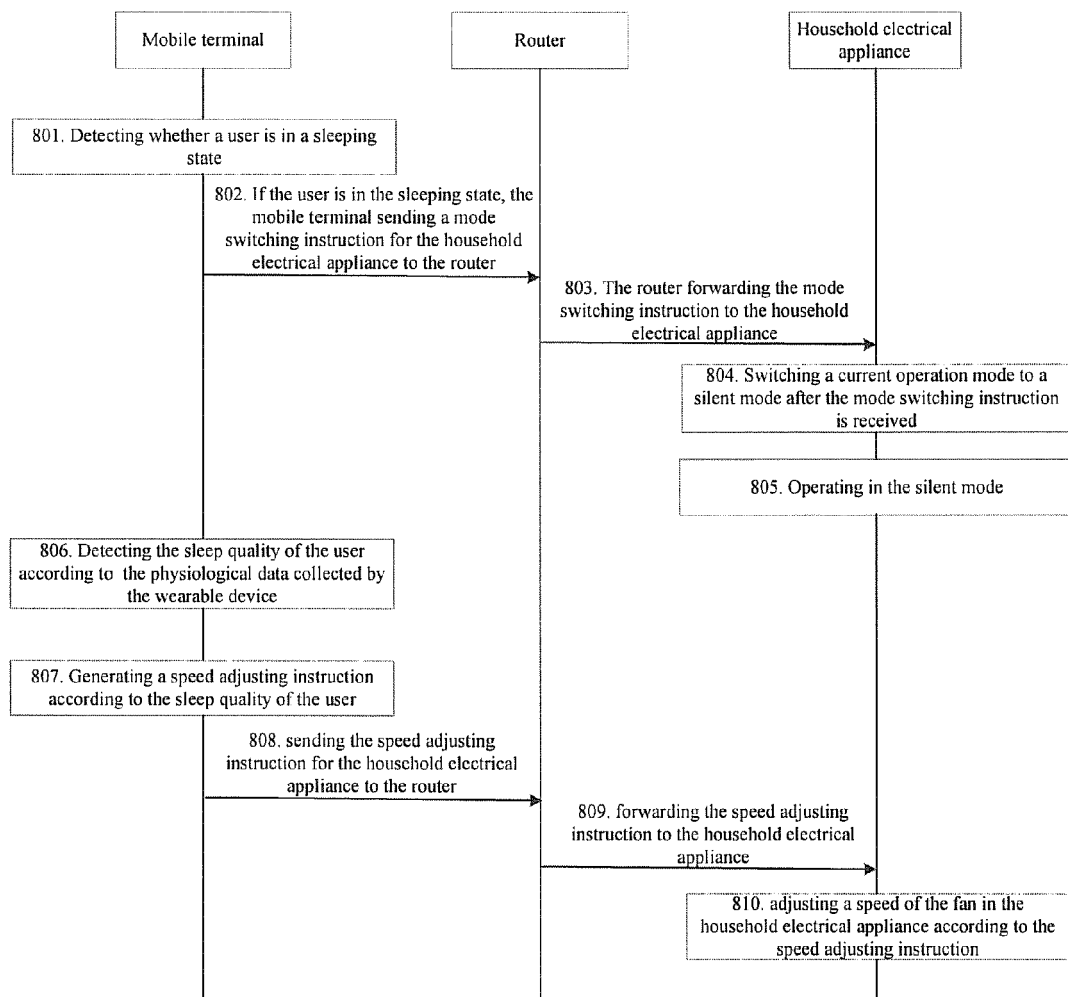 Mobile terminal
Router
Household electrical
appliance
801. Detecting whether a user is in a sleeping
state
802. If the user is in the sleeping state, the
mobile terminal sending a mode
switching instruction for the household
electrical appliance to the router
803. The router forwarding the mode
switching instruction to the household
electrical appliance
804. Switching a current operation mode to a
silent mode after the mode switching instruction
is received
805. Operating in the silent mode
806. Detecting the sleep quality of the user
according to the physiological data collected by
the wearable device
807. Generating a speed adjusting instruction
according to the sleep quality of the user
808. sending the speed adjusting
instruction for the household electrical
appliance to the router
809. forwarding the speed adjusting
instruction to the household electrical
appliance
810. adjusting a speed of the fan in the
household electrical appliance according to the
speed adjusting instruction